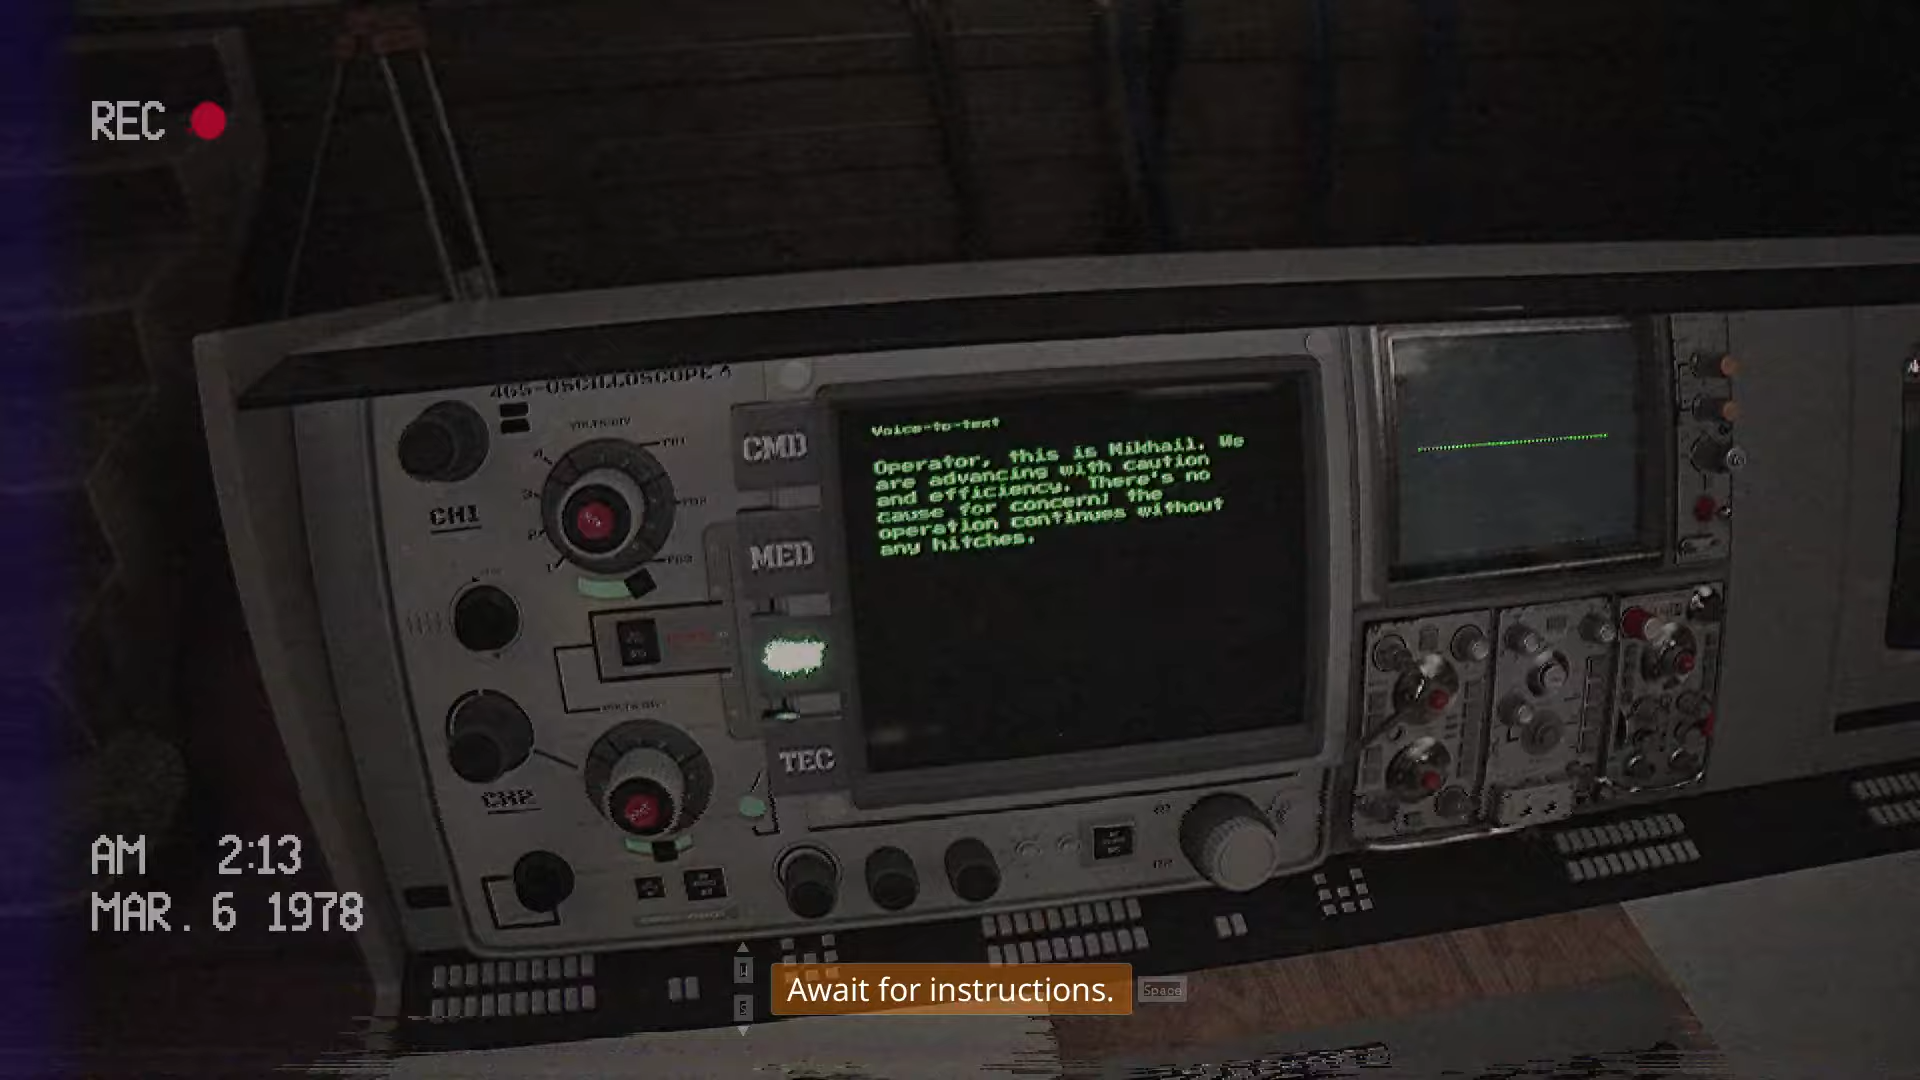 REC
465-OSCILLOSCOPE
CMD
Voice-to-text
Operator, this is Mikhail. We
are advancing with caution
and efficiency. There's no
cause for concern; the
operation continues without
any hitches.
CH1
MED
TEC
CH2
AM 2:13
MAR. 6 1978
Await for instructions.
Space